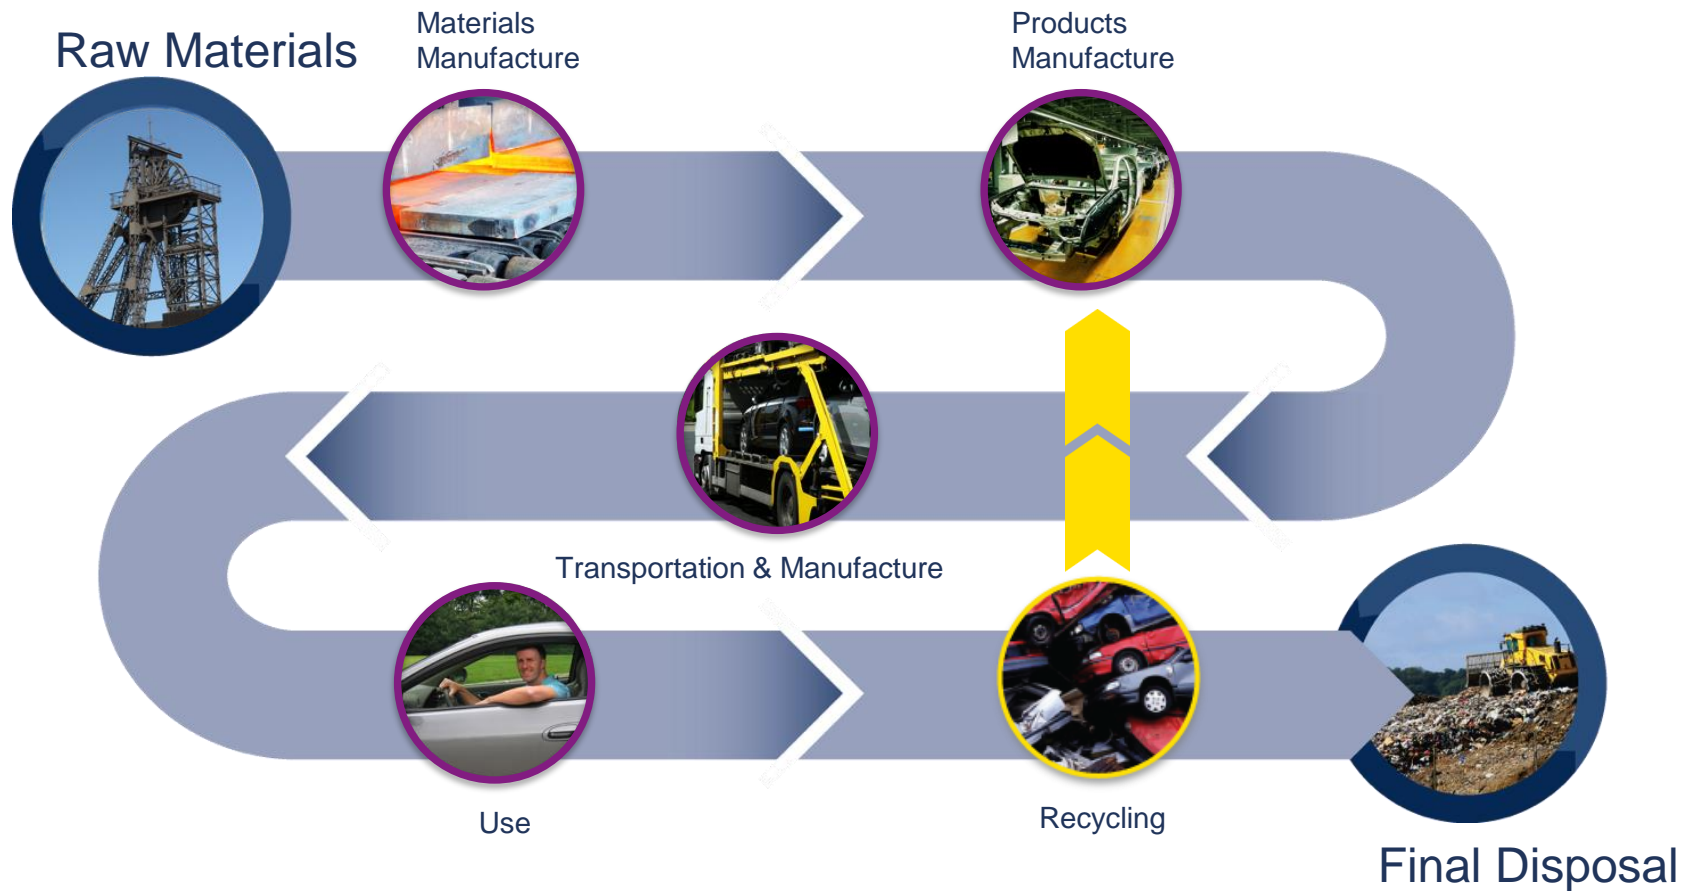 Raw Materials
Materials
Manufacture
Products
Manufacture
Transportation & Manufacture
Use
Recycling
Final Disposal